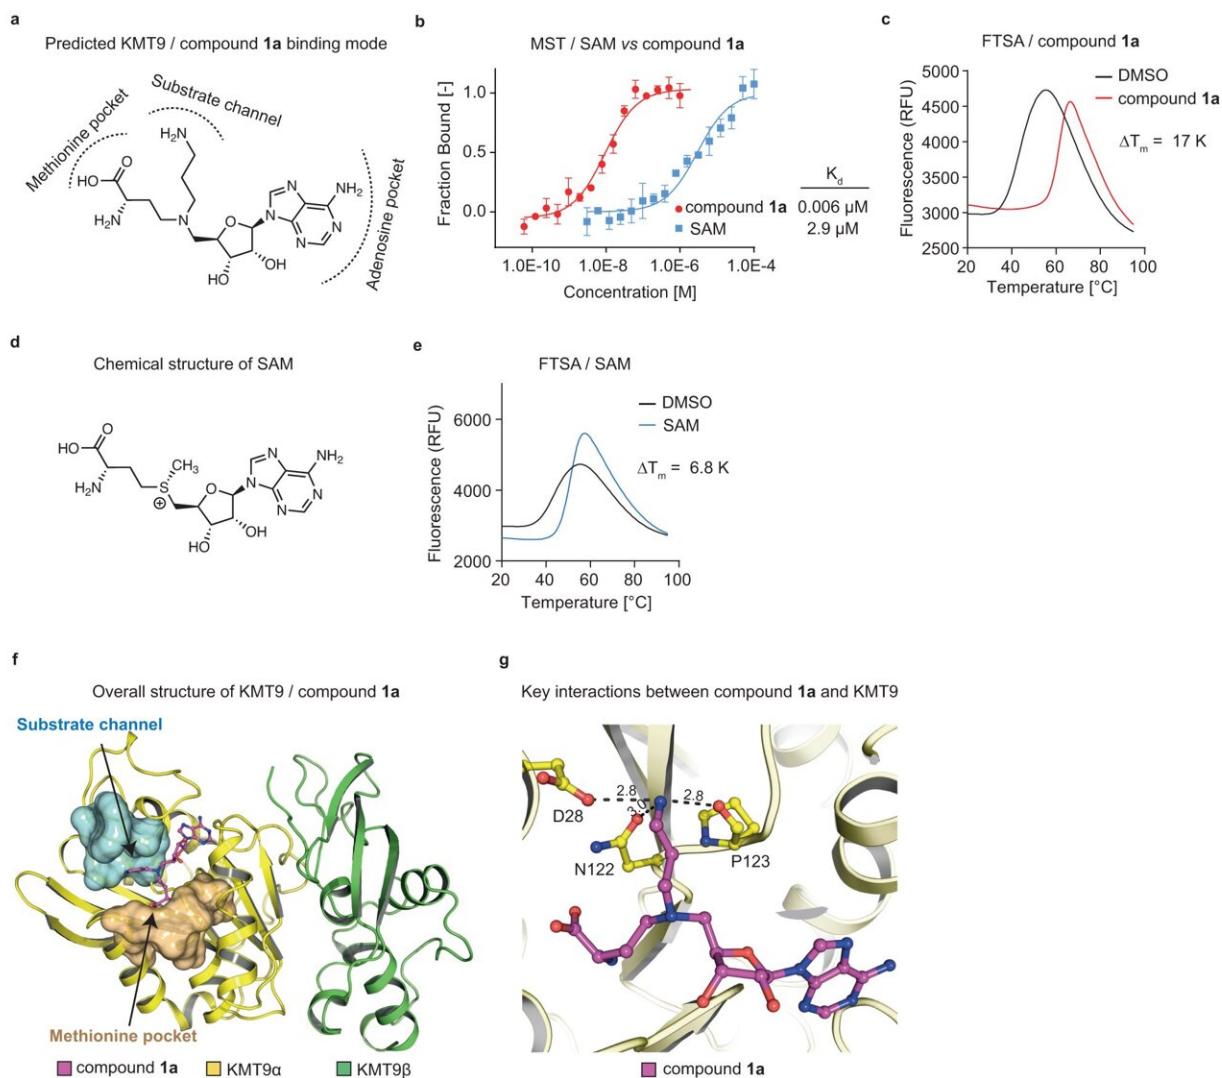 a
Predicted KMT9 / compound 1a binding mode
Methionine pocket
Substrate channel
Adenosine pocket
H2N
HO
O
H2N
N
O
N
N
NH2
N
N
HO
OH
b
MST / SAM vs compound 1a
Fraction Bound [-]
1.0
0.5
0.0
1.0E-10
1.0E-8
1.0E-6
1.0E-4
Concentration [M]
Kd
compound 1a 0.006 µM
SAM 2.9 µM
c
FTSA / compound 1a
Fluorescence (RFU)
5000
4500
4000
3500
3000
2500
20 40 60 80 100
Temperature [°C]
DMSO
compound 1a
ΔTm = 17 K
d
Chemical structure of SAM
HO
O
H2N
CH3
S
⊕
O
N
N
NH2
N
N
HO
OH
e
FTSA / SAM
Fluorescence (RFU)
6000
4000
2000
20 40 60 80 100
Temperature [°C]
DMSO
SAM
ΔTm = 6.8 K
f
Overall structure of KMT9 / compound 1a
Substrate channel
Methionine pocket
compound 1a KMT9α KMT9β
g
Key interactions between compound 1a and KMT9
2.8
3.0
2.8
D28
N122
P123
compound 1a